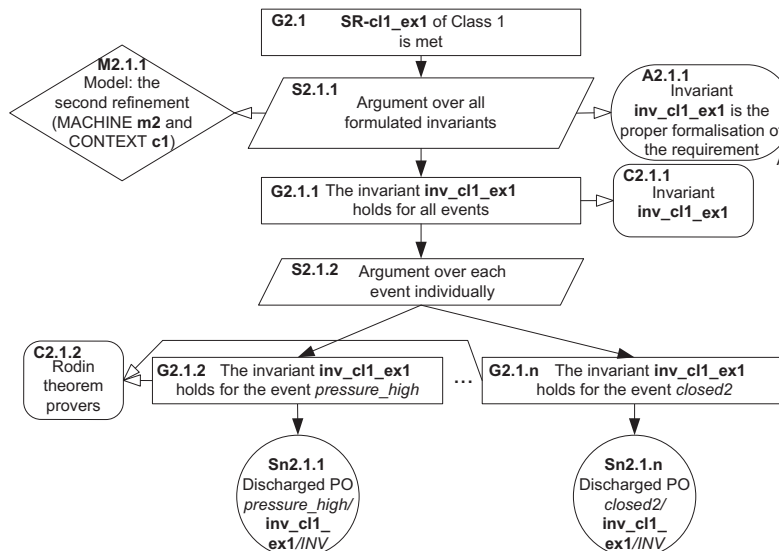 G2.1 SR-cl1_ex1 of Class 1
is met
M2.1.1
Model: the
second refinement
(MACHINE m2 and
CONTEXT c1)
S2.1.1
Argument over all
formulated invariants
A2.1.1
Invariant
inv_cl1_ex1 is the
proper formalisation of
the requirement
A
G2.1.1 The invariant inv_cl1_ex1
holds for all events
C2.1.1
Invariant
inv_cl1_ex1
S2.1.2
Argument over each
event individually
C2.1.2
Rodin
theorem
provers
G2.1.2 The invariant inv_cl1_ex1
holds for the event pressure_high
...
G2.1.n The invariant inv_cl1_ex1
holds for the event closed2
Sn2.1.1
Discharged PO
pressure_high/
inv_cl1_
ex1/INV
Sn2.1.n
Discharged PO
closed2/
inv_cl1_
ex1/INV